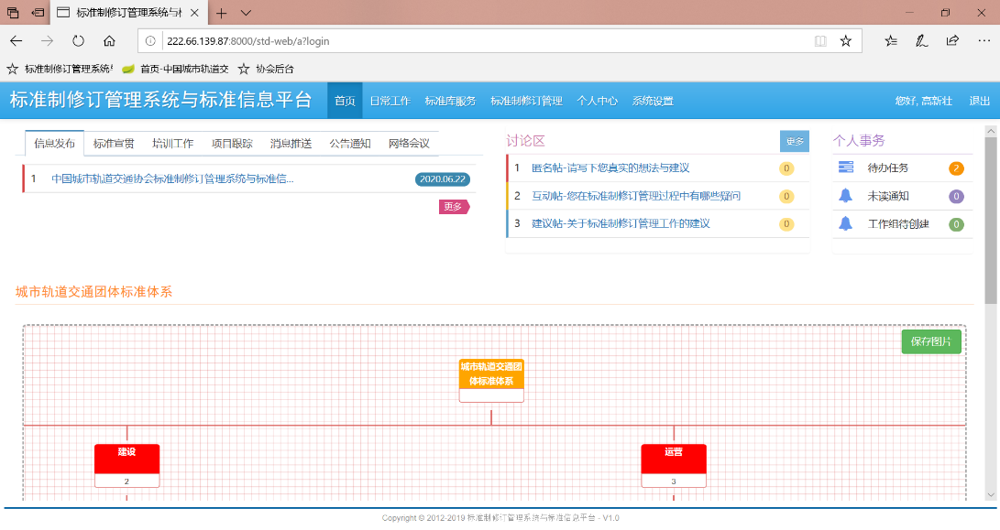 标准制修订管理系统与标
222.66.139.87:8000/std-web/a?login
标准制修订管理系统 首页-中国城市轨道交 协会后台
标准制修订管理系统与标准信息平台 首页 日常工作 标准库服务 标准制修订管理 个人中心 系统设置 您好, 高新壮 退出
信息发布 标准宣贯 培训工作 项目跟踪 消息推送 公告通知 网络会议
1 中国城市轨道交通协会标准制修订管理系统与标准信... 2020.06.22
更多
讨论区 更多
1 匿名帖-请写下您真实的想法与建议 0
2 互动帖-您在标准制修订管理过程中有哪些疑问 0
3 建议帖-关于标准制修订管理工作的建议 0
个人事务
待办任务 2
未读通知 0
工作组待创建 0
城市轨道交通团体标准体系
保存图片
城市轨道交通团
体标准体系
建设
2
运营
3
Copyright © 2012-2019 标准制修订管理系统与标准信息平台 - V1.0